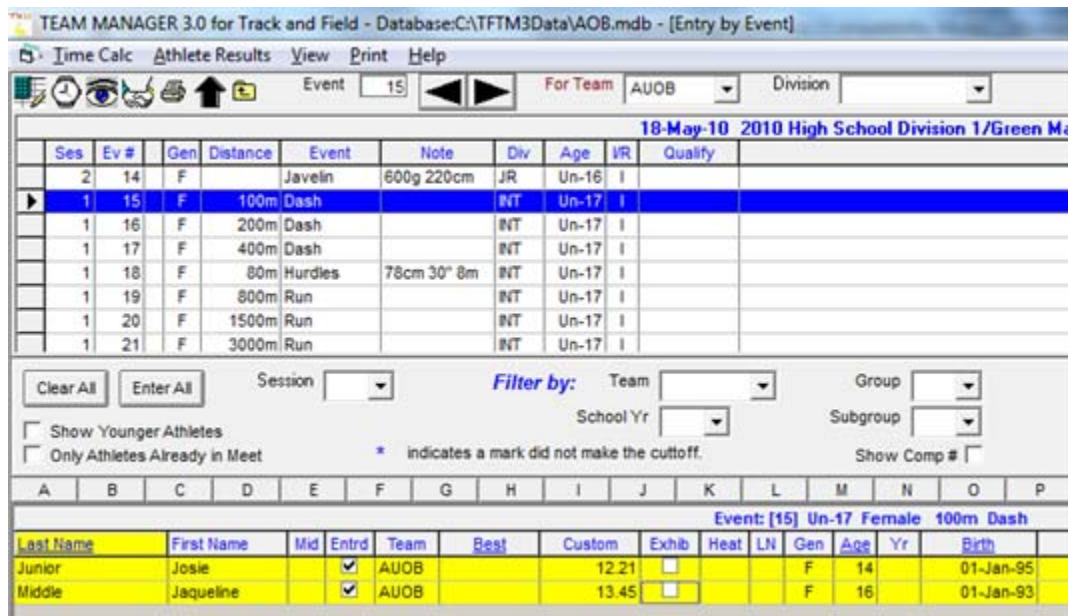 TEAM MANAGER 3.0 for Track and Field - Database:C:\TFTM3Data\AOB.mdb - [Entry by Event]
Time Calc Athlete Results View Print Help
Event 15 For Team AUOB Division
18-May-10 2010 High School Division 1/Green Ma
Ses Ev # Gen Distance Event Note Div Age I/R Qualify
2 14 F Javelin 600g 220cm JR Un-16 I
1 15 F 100m Dash INT Un-17 I
1 16 F 200m Dash INT Un-17 I
1 17 F 400m Dash INT Un-17 I
1 18 F 80m Hurdles 78cm 30" 8m INT Un-17 I
1 19 F 800m Run INT Un-17 I
1 20 F 1500m Run INT Un-17 I
1 21 F 3000m Run INT Un-17 I
Clear All Enter All Session Filter by: Team Group
School Yr Subgroup
Show Younger Athletes
Only Athletes Already in Meet * indicates a mark did not make the cuttoff. Show Comp #
A B C D E F G H I J K L M N O P
Event: [15] Un-17 Female 100m Dash
Last Name First Name Mid Entrd Team Best Custom Exhib Heat LN Gen Age Yr Birth
Junior Josie AUOB 12.21 F 14 01-Jan-95
Middle Jaqueline AUOB 13.45 F 16 01-Jan-93